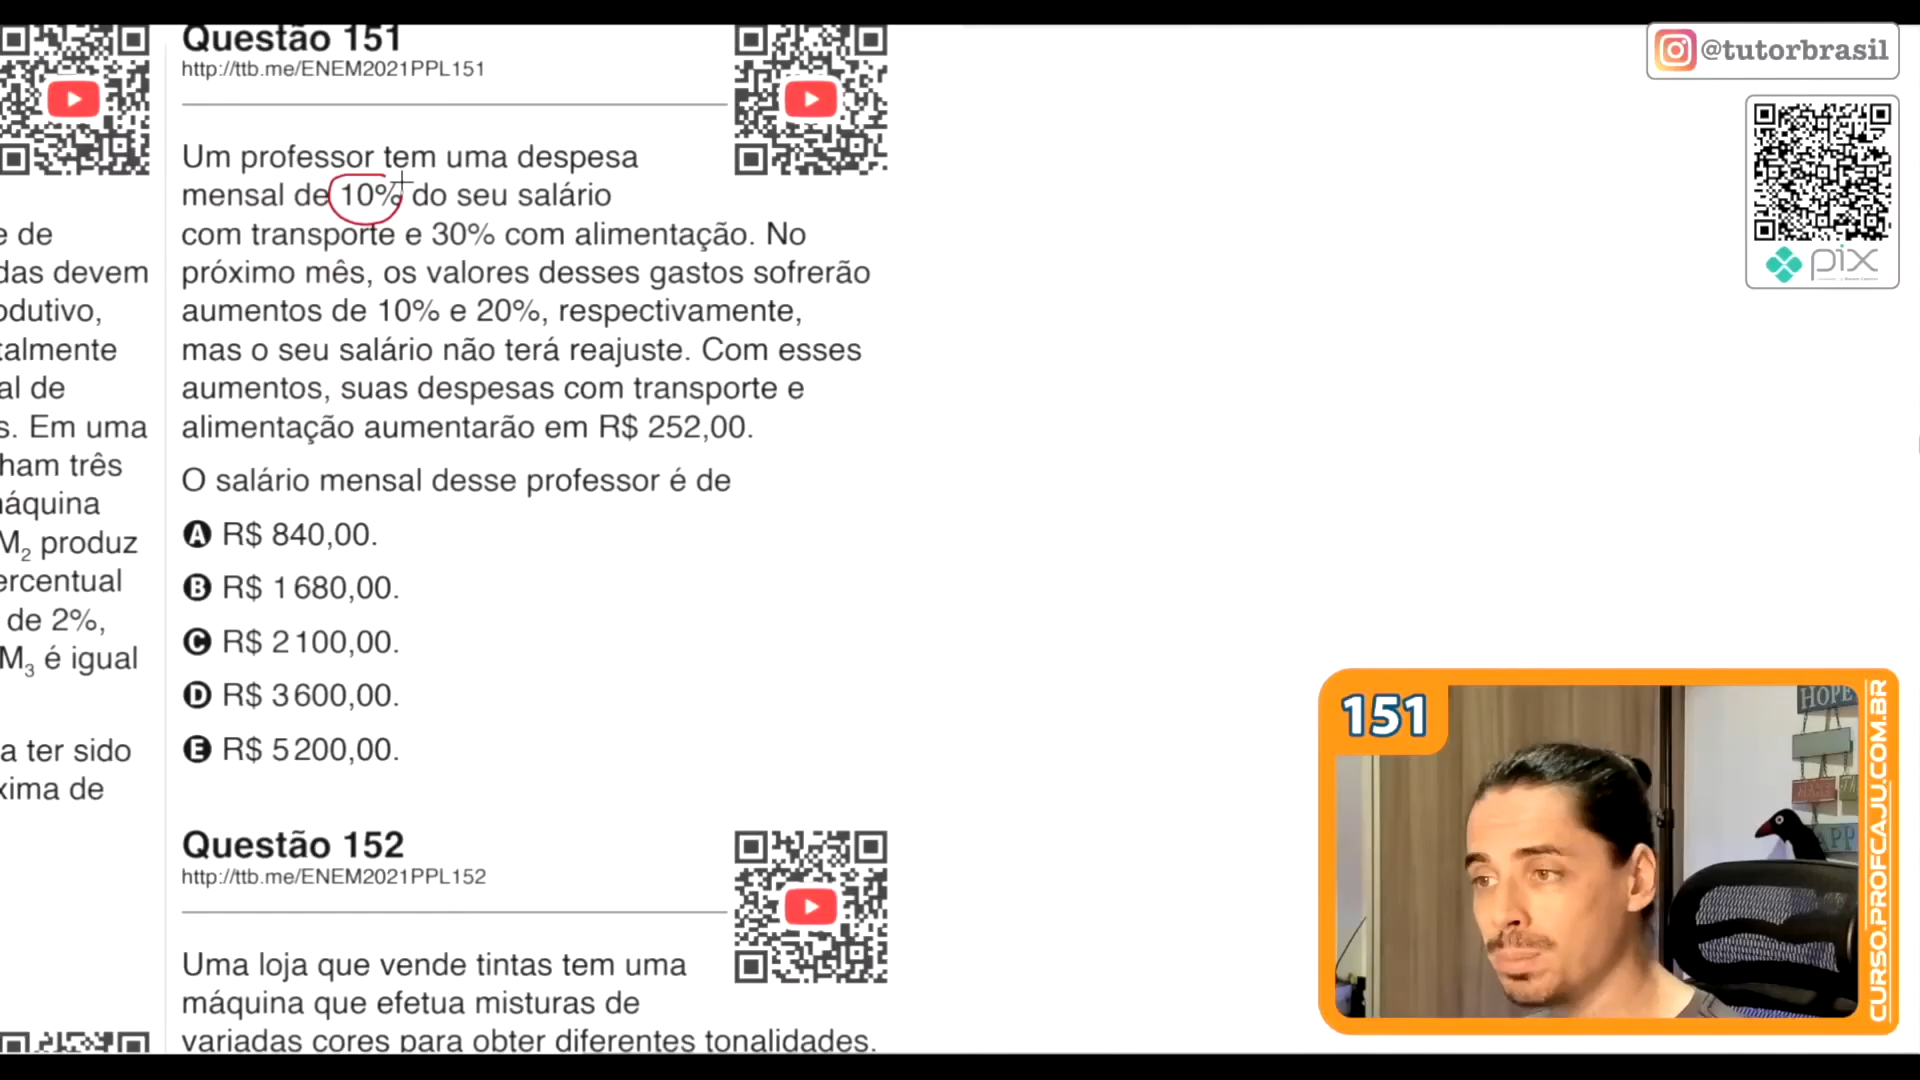 Questão 151
http://ttb.me/ENEM2021PPL151
Um professor tem uma despesa
mensal de 10% do seu salário
com transporte e 30% com alimentação. No
próximo mês, os valores desses gastos sofrerão
aumentos de 10% e 20%, respectivamente,
mas o seu salário não terá reajuste. Com esses
aumentos, suas despesas com transporte e
alimentação aumentarão em R$ 252,00.
O salário mensal desse professor é de
A R$ 840,00.
B R$ 1 680,00.
C R$ 2 100,00.
D R$ 3 600,00.
E R$ 5 200,00.
Questão 152
http://ttb.me/ENEM2021PPL152
Uma loja que vende tintas tem uma
máquina que efetua misturas de
variadas cores para obter diferentes tonalidades.
e de
das devem
odutivo,
talmente
al de
s. Em uma
ham três
náquina
M2 produz
ercentual
de 2%,
M3 é igual
a ter sido
xima de
@tutorbrasil
pix
151
HOPE
CURSO.PROFCAJU.COM.BR